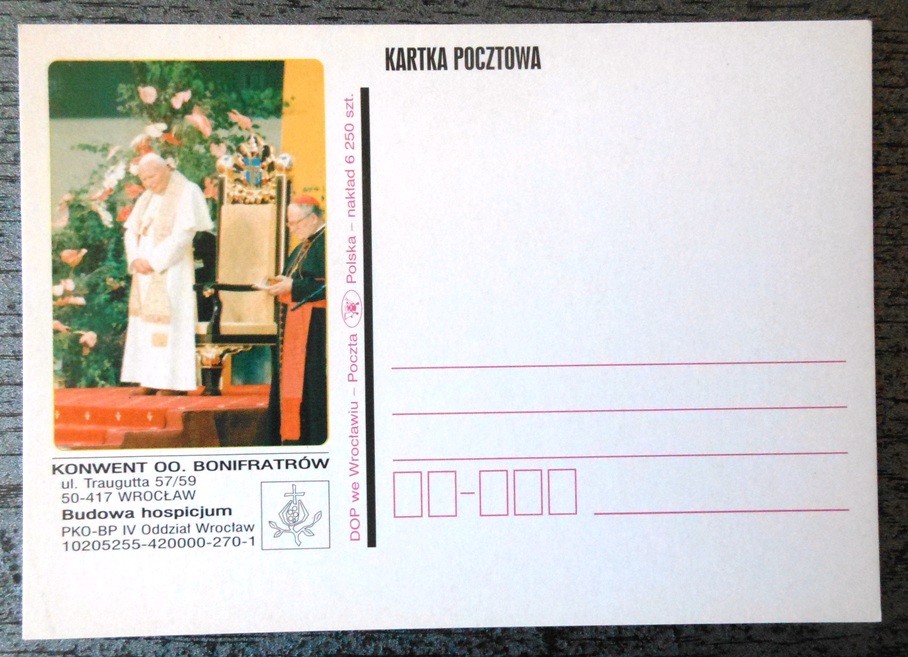 KARTKA POCZTOWA
DOP we Wrocławiu – Poczta Polska – nakład 6 250 szt.
KONWENT OO. BONIFRATRÓW
ul. Traugutta 57/59
50-417 WROCŁAW
Budowa hospicjum
PKO-BP IV Oddział Wrocław
10205255-420000-270-1